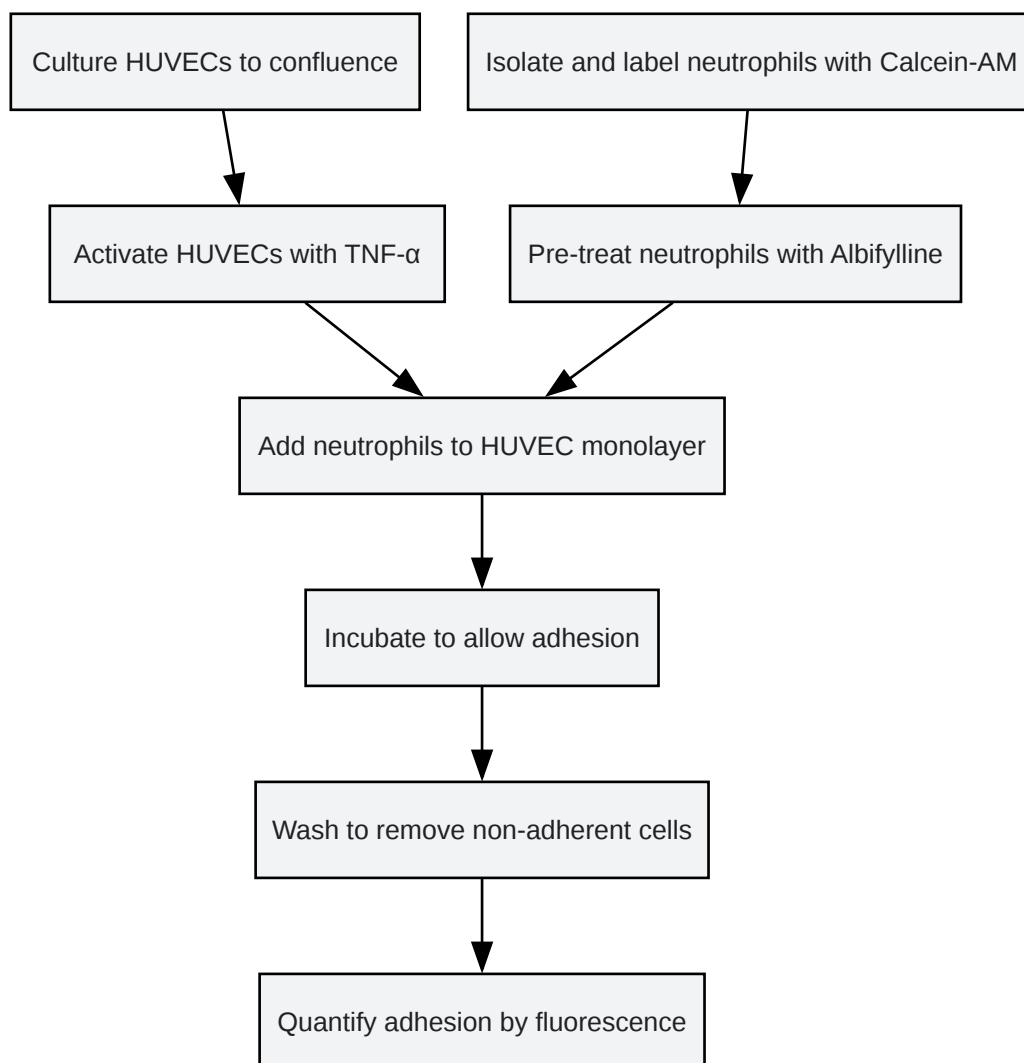 Culture HUVECs to confluence
Isolate and label neutrophils with Calcein-AM
Activate HUVECs with TNF-α
Pre-treat neutrophils with Albifylline
Add neutrophils to HUVEC monolayer
Incubate to allow adhesion
Wash to remove non-adherent cells
Quantify adhesion by fluorescence